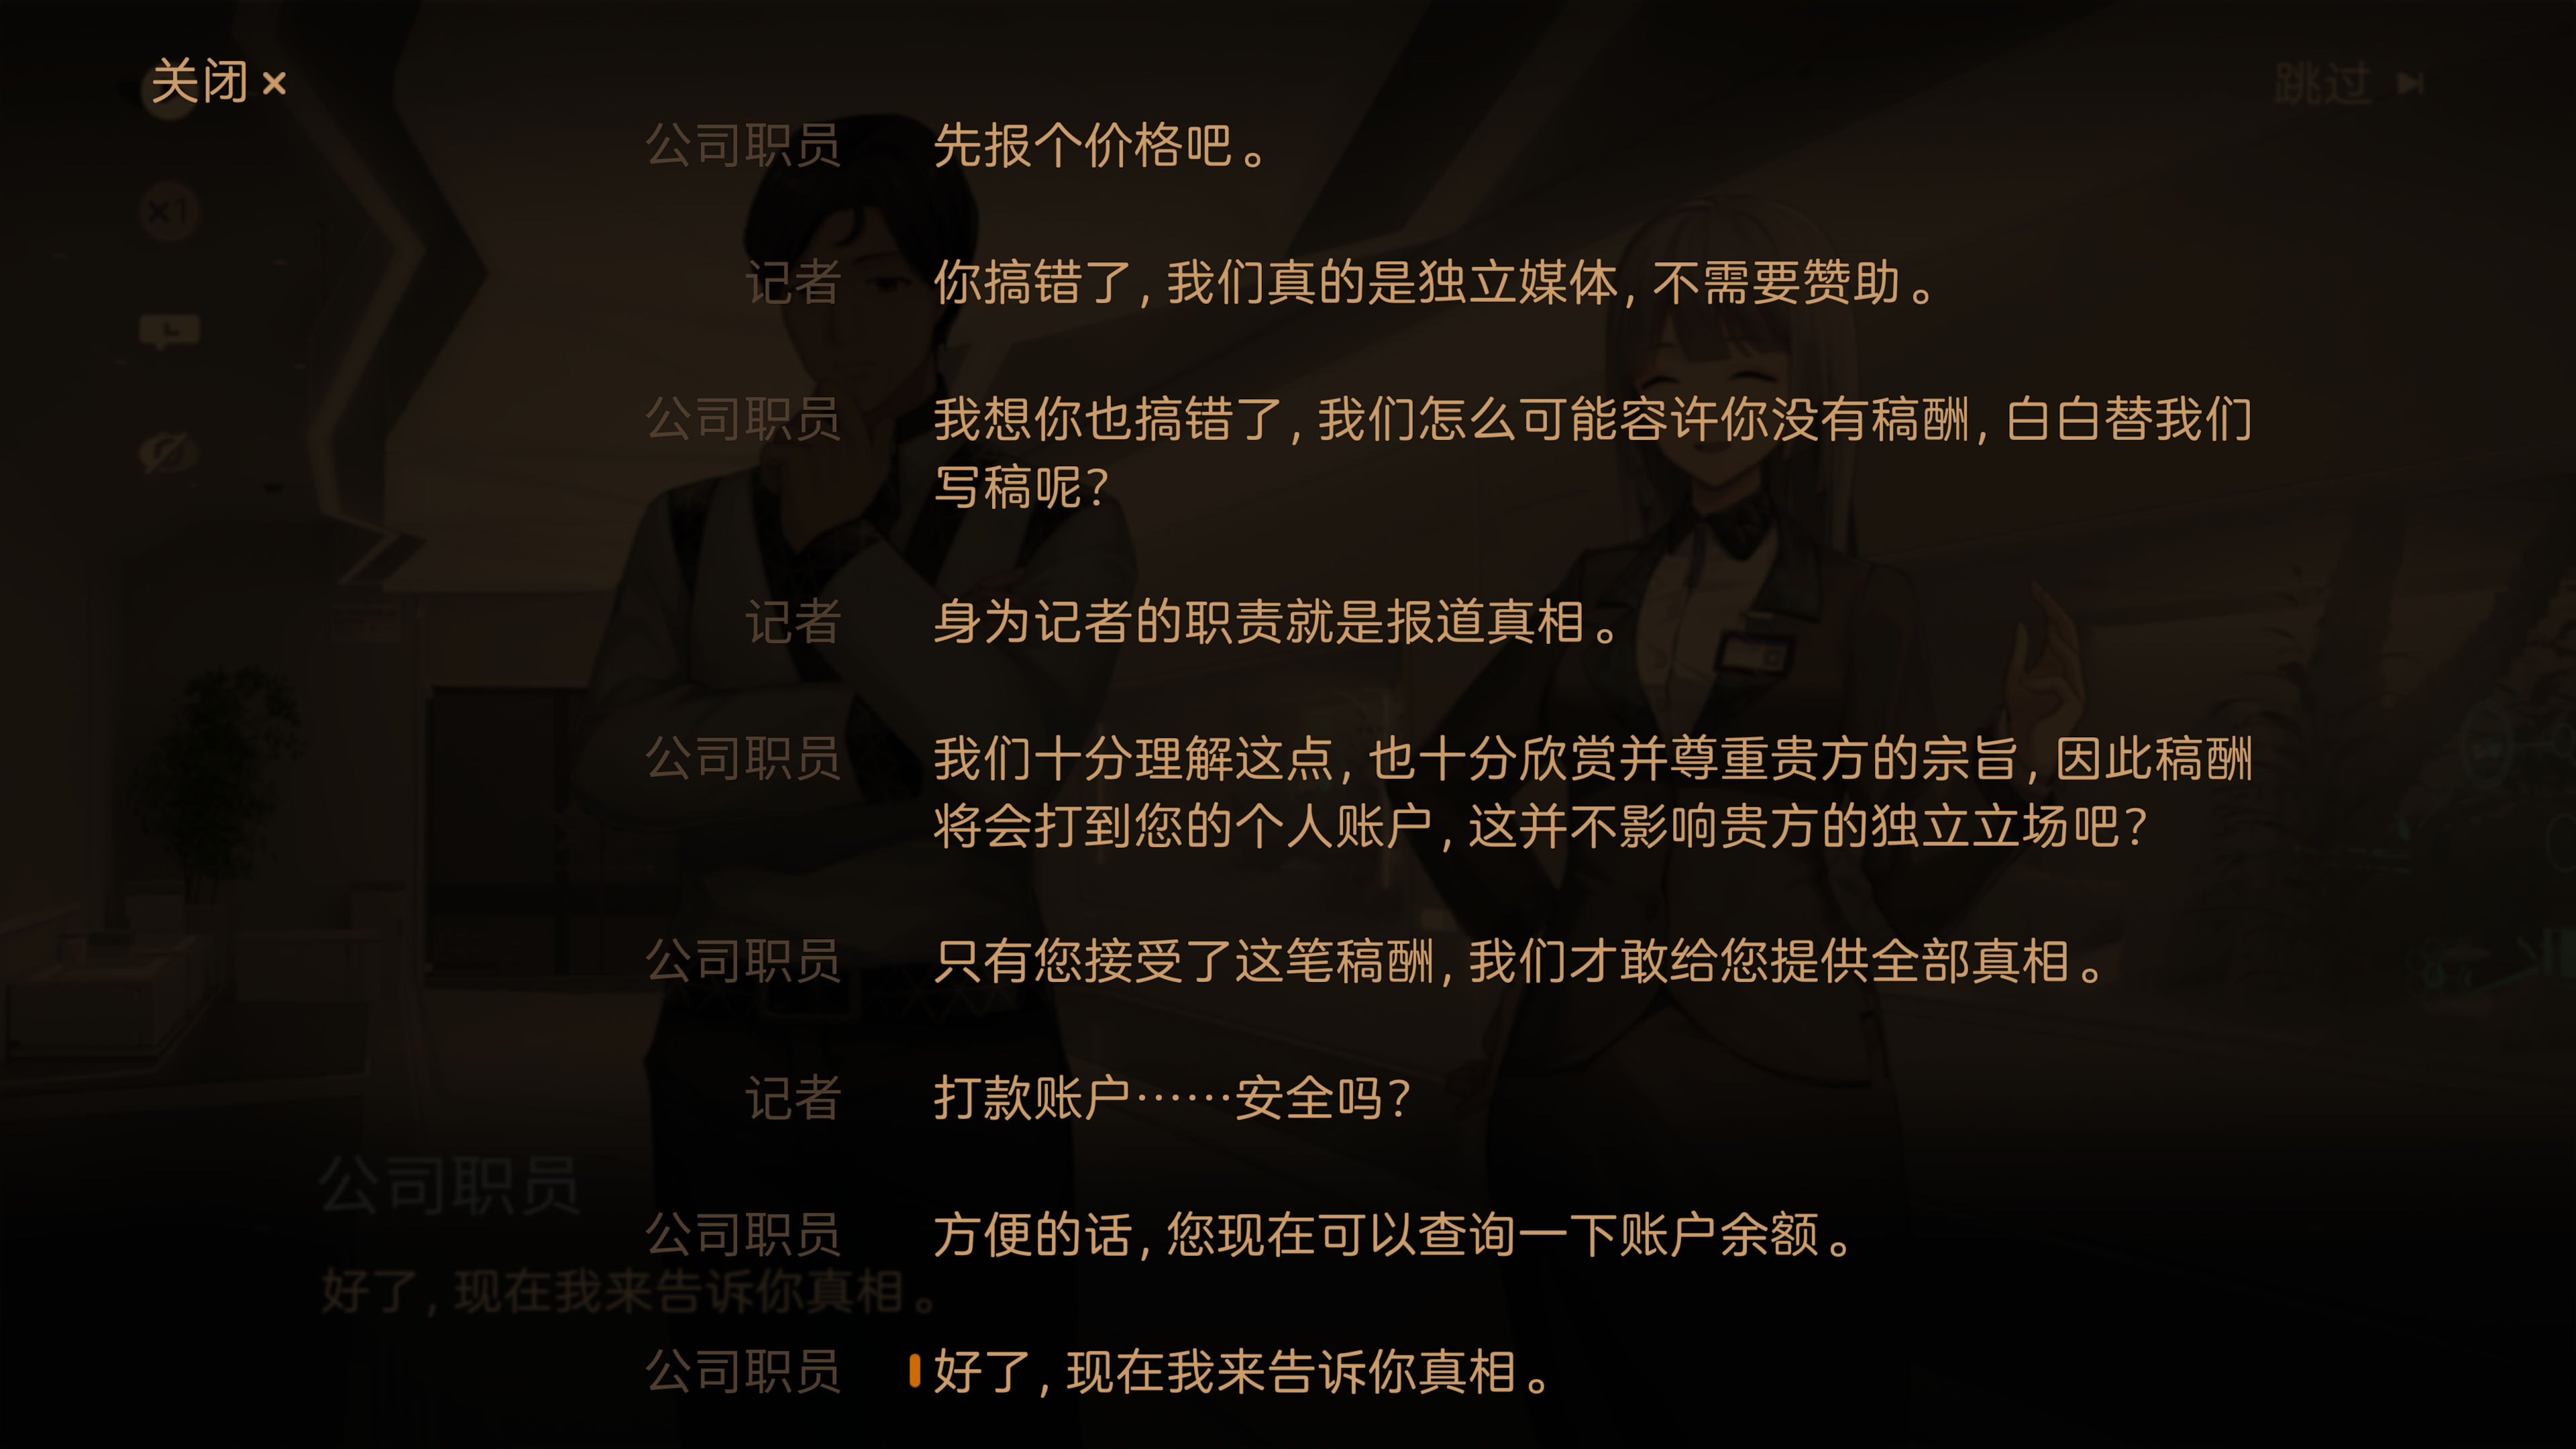 关闭 ×
跳过
×1
公司职员 先报个价格吧。
记者 你搞错了，我们真的是独立媒体，不需要赞助。
公司职员 我想你也搞错了，我们怎么可能容许你没有稿酬，白白替我们
写稿呢？
记者 身为记者的职责就是报道真相。
公司职员 我们十分理解这点，也十分欣赏并尊重贵方的宗旨，因此稿酬
将会打到您的个人账户，这并不影响贵方的独立立场吧？
公司职员 只有您接受了这笔稿酬，我们才敢给您提供全部真相。
记者 打款账户……安全吗？
公司职员
公司职员 方便的话，您现在可以查询一下账户余额。
好了，现在我来告诉你真相。
公司职员 好了，现在我来告诉你真相。